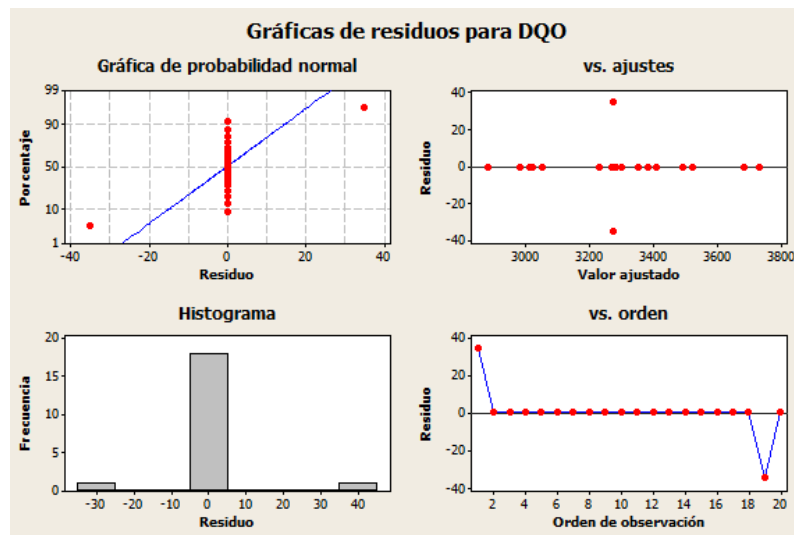 Gráficas de residuos para DQO
Gráfica de probabilidad normal
99
90
50
10
1
Porcentaje
-40 -20 0 20 40
Residuo
vs. ajustes
40
20
0
-20
-40
Residuo
3000 3200 3400 3600 3800
Valor ajustado
Histograma
20
15
10
5
0
Frecuencia
-30 -20 -10 0 10 20 30 40
Residuo
vs. orden
40
20
0
-20
-40
Residuo
2 4 6 8 10 12 14 16 18 20
Orden de observación